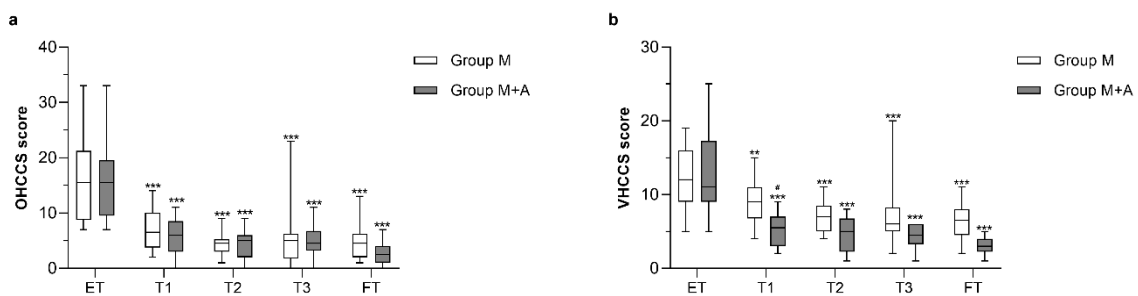 a
OHCCS score
40
30
20
10
0
***
***
***
***
***
***
***
***
ET
T1
T2
T3
FT
Group M
Group M+A
b
VHCCS score
30
20
10
0
**
#
***
***
***
***
***
***
***
ET
T1
T2
T3
FT
Group M
Group M+A